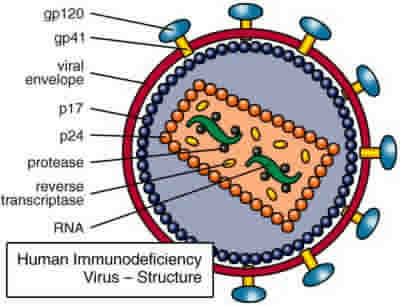 gp120
gp41
viral
envelope
p17
p24
protease
reverse
transcriptase
RNA
Human Immunodeficiency
Virus – Structure